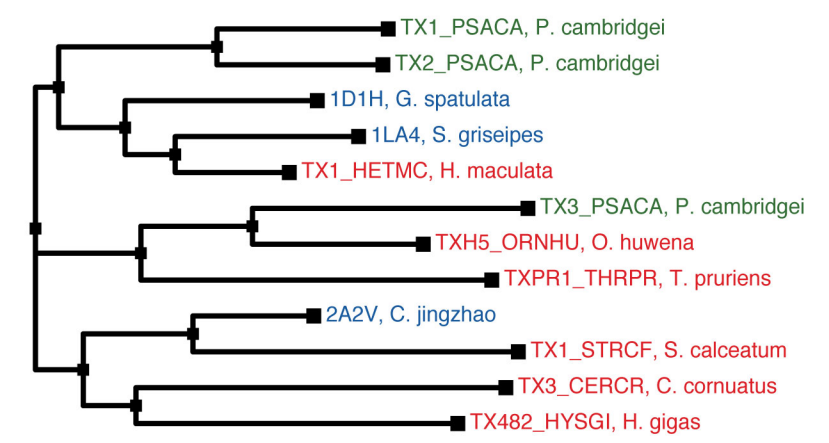 TX1_PSACA, P. cambridgei
TX2_PSACA, P. cambridgei
1D1H, G. spatulata
1LA4, S. griseipes
TX1_HETMC, H. maculata
TX3_PSACA, P. cambridgei
TXH5_ORNHU, O. huwena
TXPR1_THRPR, T. pruriens
2A2V, C. jingzhao
TX1_STRCF, S. calceatum
TX3_CERCR, C. cornuatus
TX482_HYSGI, H. gigas